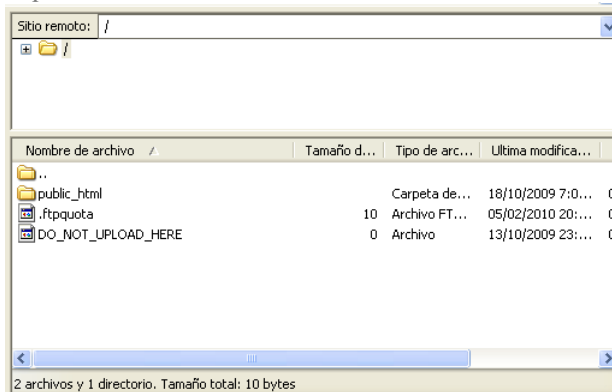 Sitio remoto: /
/
Nombre de archivo Tamaño d... Tipo de arc... Ultima modifica...
..
public_html Carpeta de... 18/10/2009 7:0...
.ftpquota 10 Archivo FT... 05/02/2010 20:...
DO_NOT_UPLOAD_HERE 0 Archivo 13/10/2009 23:...
2 archivos y 1 directorio. Tamaño total: 10 bytes